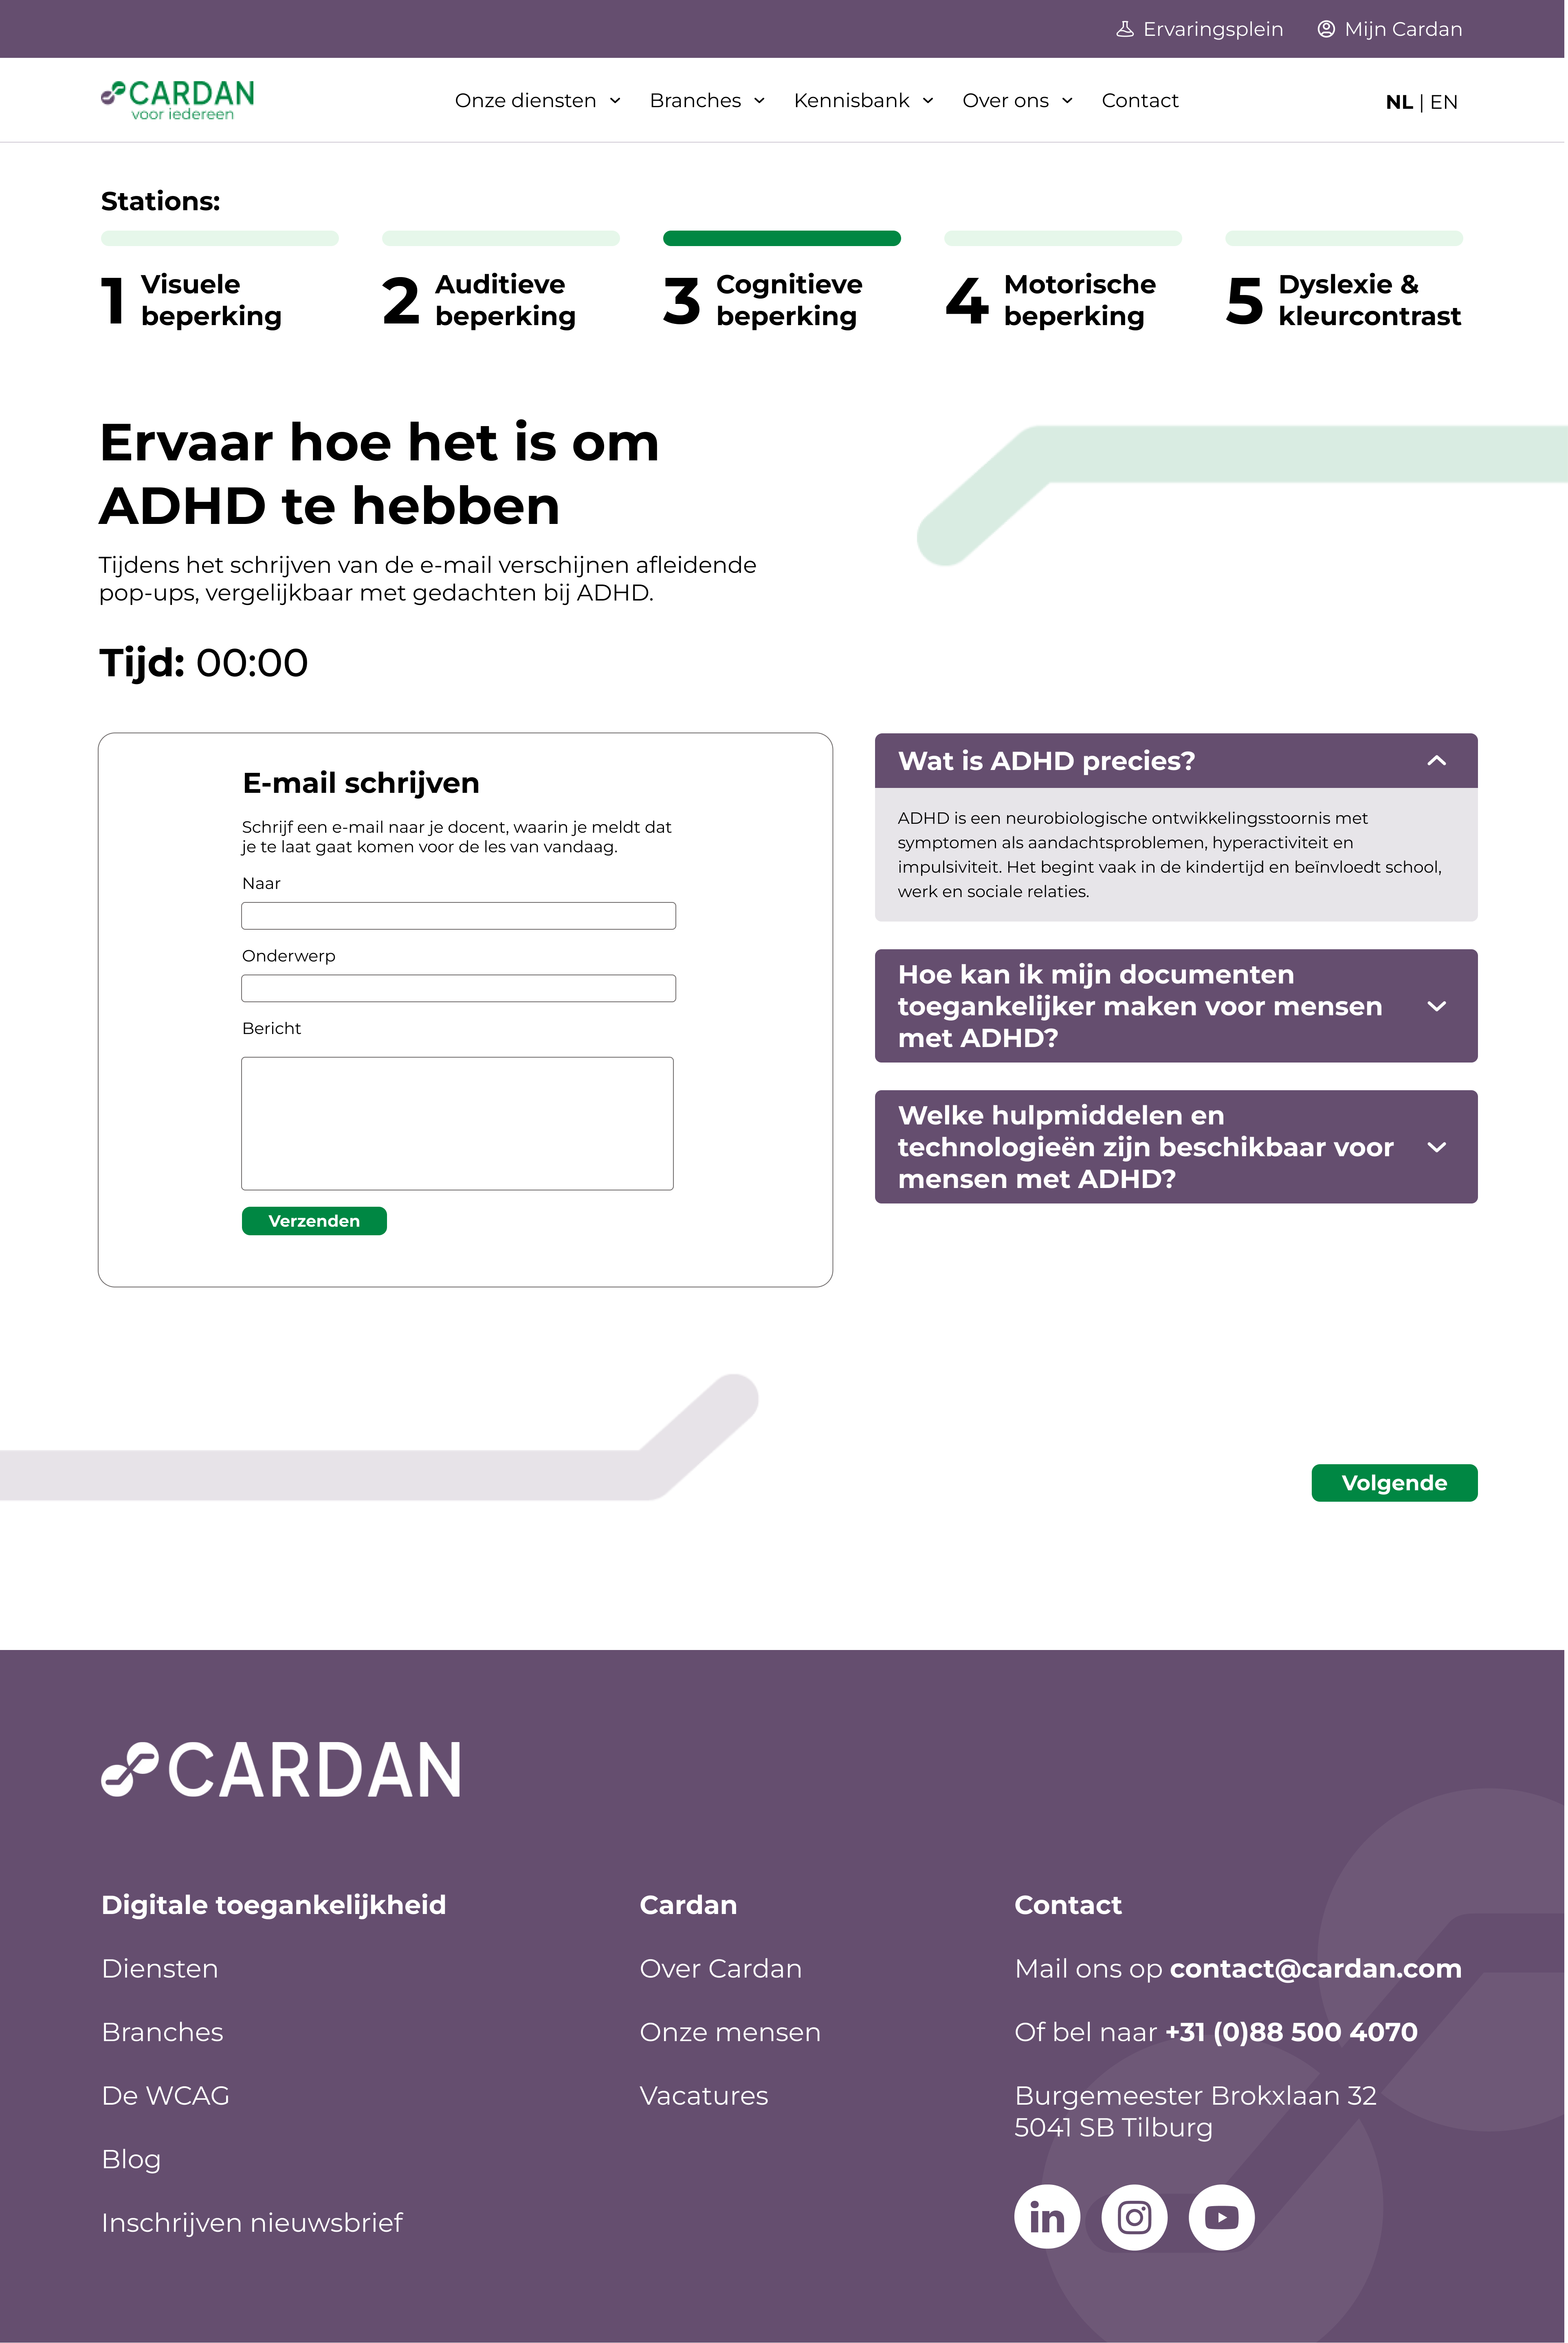 Ervaringsplein
Mijn Cardan
CARDAN
voor iedereen
Onze diensten
Branches
Kennisbank
Over ons
Contact
NL | EN
Stations:
1 Visuele
beperking
2 Auditieve
beperking
3 Cognitieve
beperking
4 Motorische
beperking
5 Dyslexie &
kleurcontrast
Ervaar hoe het is om
ADHD te hebben
Tijdens het schrijven van de e-mail verschijnen afleidende
pop-ups, vergelijkbaar met gedachten bij ADHD.
Tijd: 00:00
E-mail schrijven
Schrijf een e-mail naar je docent, waarin je meldt dat
je te laat gaat komen voor de les van vandaag.
Naar
Onderwerp
Bericht
Verzenden
Wat is ADHD precies?
ADHD is een neurobiologische ontwikkelingsstoornis met
symptomen als aandachtsproblemen, hyperactiviteit en
impulsiviteit. Het begint vaak in de kindertijd en beïnvloedt school,
werk en sociale relaties.
Hoe kan ik mijn documenten
toegankelijker maken voor mensen
met ADHD?
Welke hulpmiddelen en
technologieën zijn beschikbaar voor
mensen met ADHD?
Volgende
CARDAN
Digitale toegankelijkheid
Diensten
Branches
De WCAG
Blog
Inschrijven nieuwsbrief
Cardan
Over Cardan
Onze mensen
Vacatures
Contact
Mail ons op contact@cardan.com
Of bel naar +31 (0)88 500 4070
Burgemeester Brokxlaan 32
5041 SB Tilburg
in